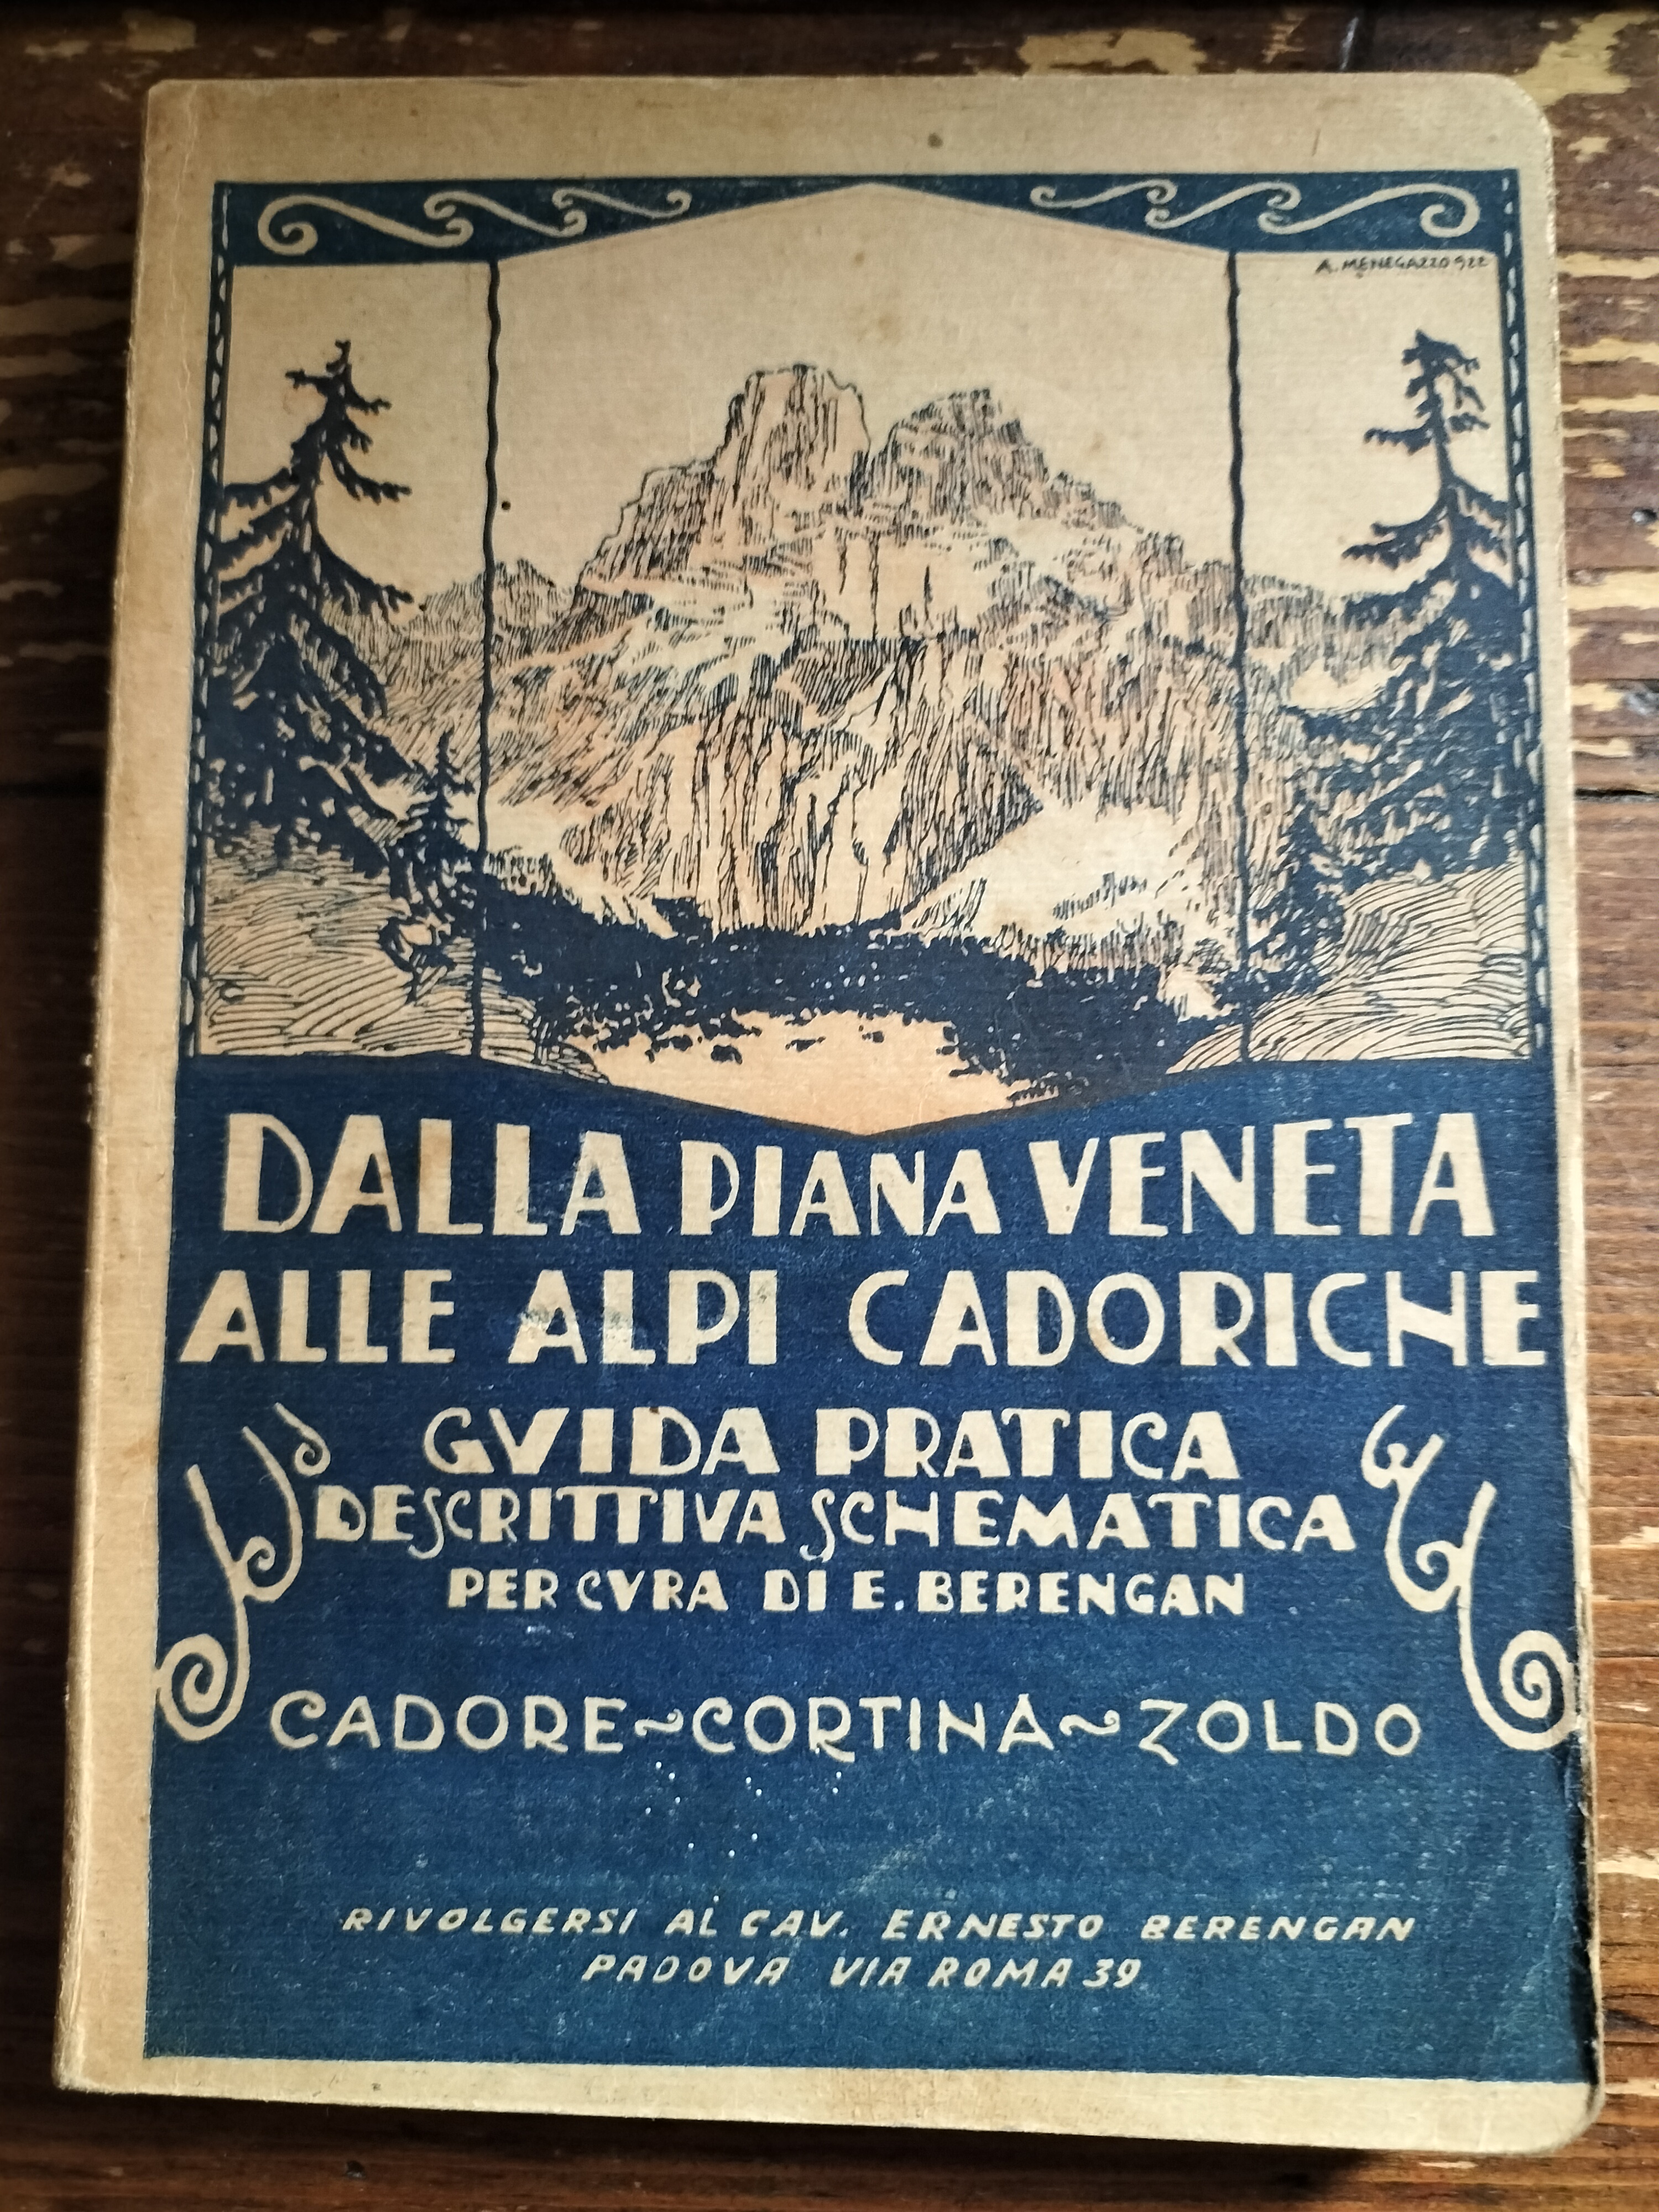 A. MENEGAZZO 922
DALLA PIANA VENETA
ALLE ALPI CADORICHE
GVIDA PRATICA
DESCRITTIVA SCHEMATICA
PER CVRA DI E. BERENGAN
CADORE ~ CORTINA ~ ZOLDO
RIVOLGERSI AL CAV. ERNESTO BERENGAN
PADOVA VIA ROMA 39